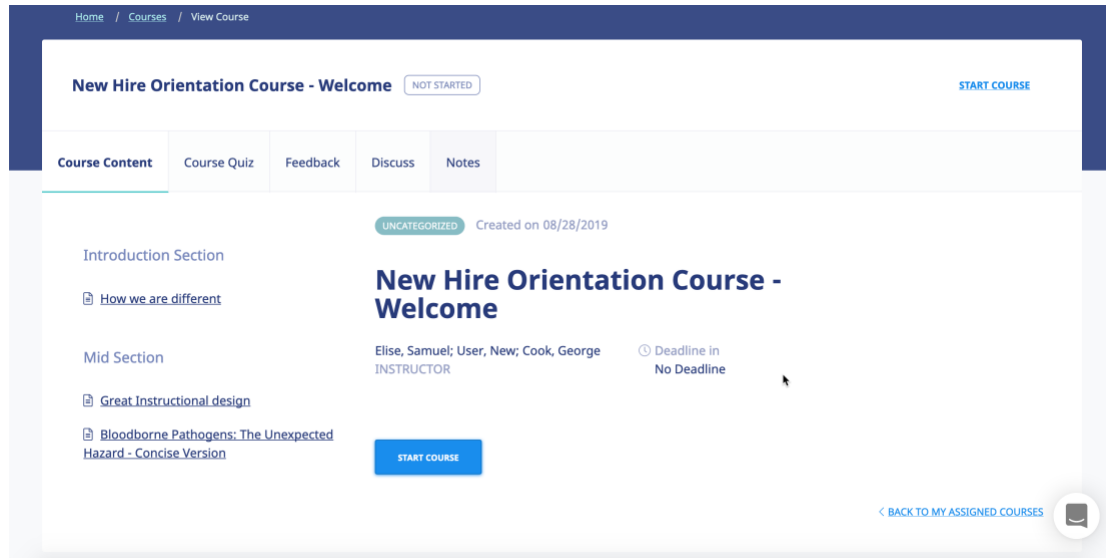 Home / Courses / View Course
New Hire Orientation Course - Welcome NOT STARTED START COURSE
Course Content Course Quiz Feedback Discuss Notes
Introduction Section
How we are different
Mid Section
Great Instructional design
Bloodborne Pathogens: The Unexpected
Hazard - Concise Version
UNCATEGORIZED Created on 08/28/2019
New Hire Orientation Course -
Welcome
Elise, Samuel; User, New; Cook, George
INSTRUCTOR
Deadline in
No Deadline
START COURSE
< BACK TO MY ASSIGNED COURSES